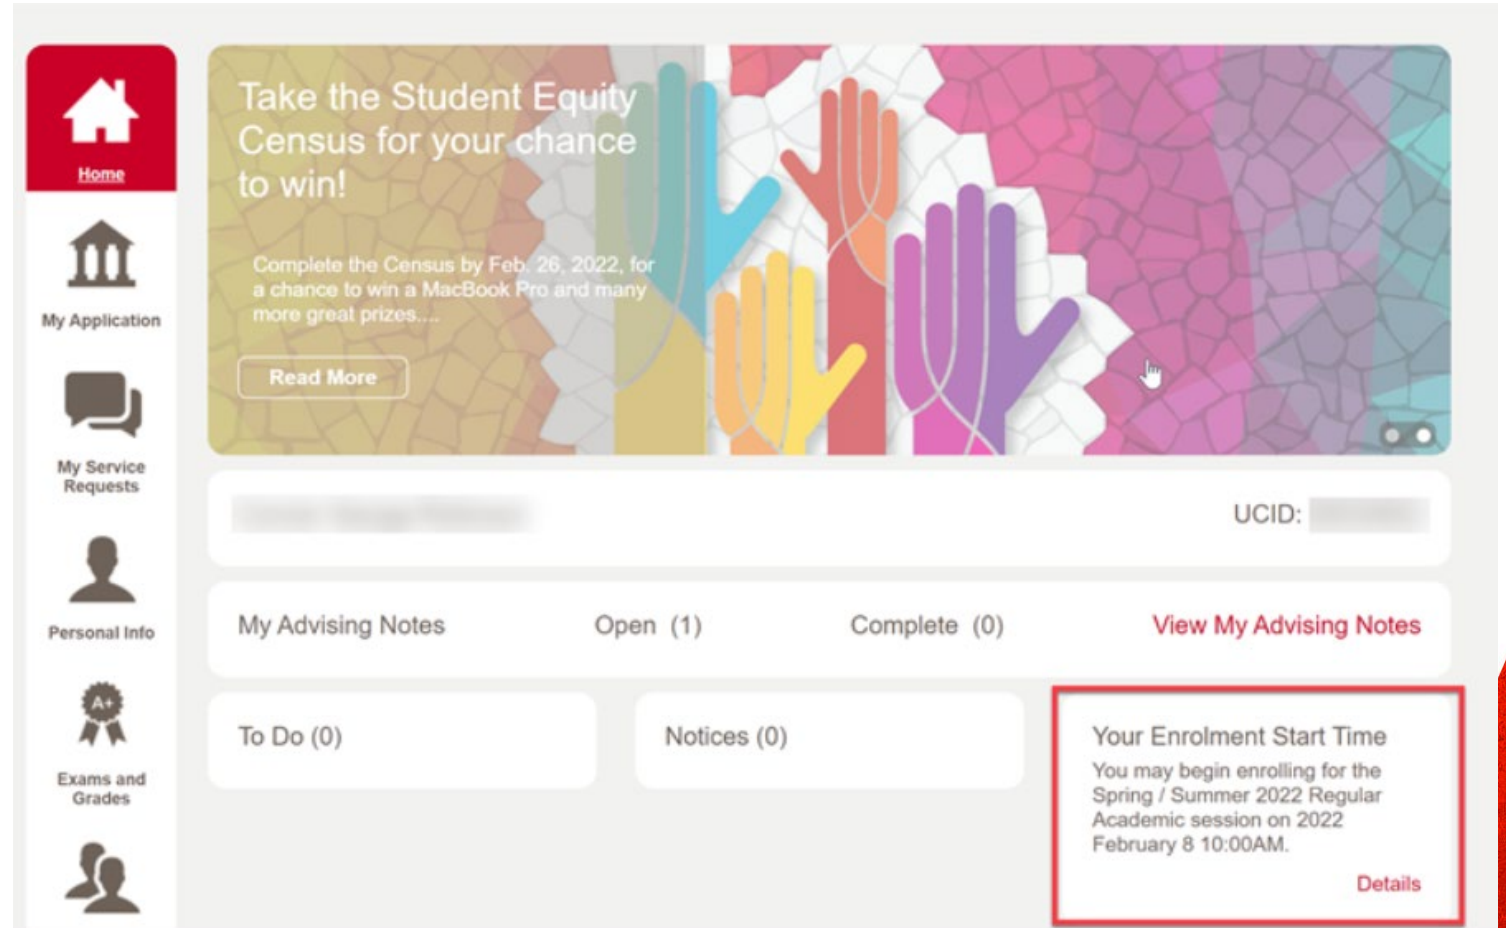 Home
My Application
My Service
Requests
Personal Info
A+
Exams and
Grades
Take the Student Equity
Census for your chance
to win!
Complete the Census by Feb. 26, 2022, for
a chance to win a MacBook Pro and many
more great prizes....
Read More
UCID:
My Advising Notes Open (1) Complete (0) View My Advising Notes
To Do (0)
Notices (0)
Your Enrolment Start Time
You may begin enrolling for the
Spring / Summer 2022 Regular
Academic session on 2022
February 8 10:00AM.
Details